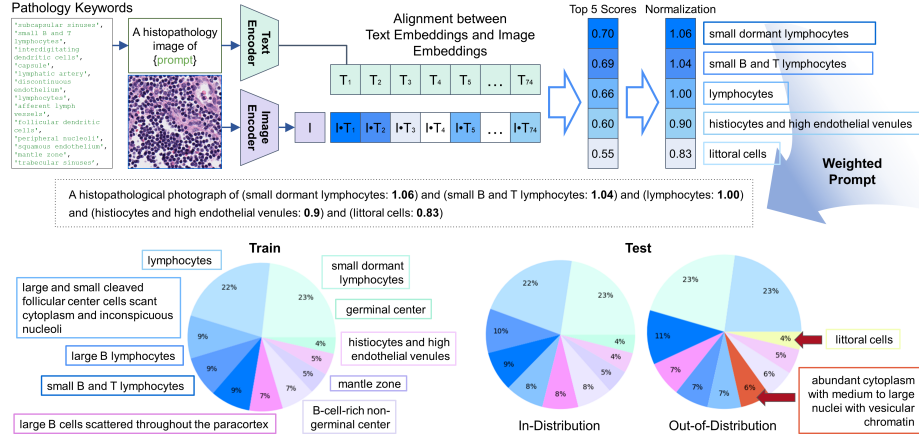 Pathology Keywords
'subcapsular sinuses',
'small B and T
lymphocytes',
'interdigitating
dendritic cells',
'capsule',
'lymphatic artery',
'discontinuous
endothelium',
'lymphocytes',
'afferent lymph
vessels',
'follicular dendritic
cells',
'peripheral nucleoli',
'squamous endothelium',
'mantle zone',
'trabecular sinuses',
A histopathology
image of
{prompt}
Text
Encoder
Image
Encoder
Alignment between
Text Embeddings and Image
Embeddings
T1 T2 T3 T4 T5 ... T74
I I•T1 I•T2 I•T3 I•T4 I•T5 ... I•T74
Top 5 Scores
0.70
0.69
0.66
0.60
0.55
Normalization
1.06
1.04
1.00
0.90
0.83
small dormant lymphocytes
small B and T lymphocytes
lymphocytes
histiocytes and high endothelial venules
littoral cells
Weighted
Prompt
A histopathological photograph of (small dormant lymphocytes: 1.06) and (small B and T lymphocytes: 1.04) and (lymphocytes: 1.00)
and (histiocytes and high endothelial venules: 0.9) and (littoral cells: 0.83)
Train
lymphocytes
large and small cleaved
follicular center cells scant
cytoplasm and inconspicuous
nucleoli
large B lymphocytes
small B and T lymphocytes
large B cells scattered throughout the paracortex
small dormant
lymphocytes
germinal center
histiocytes and high
endothelial venules
mantle zone
B-cell-rich non-
germinal center
22%
23%
4%
5%
5%
7%
7%
9%
9%
9%
Test
22%
23%
4%
4%
5%
8%
8%
8%
9%
10%
In-Distribution
23%
23%
4%
5%
6%
6%
7%
7%
7%
11%
Out-of-Distribution
littoral cells
abundant cytoplasm
with medium to large
nuclei with vesicular
chromatin